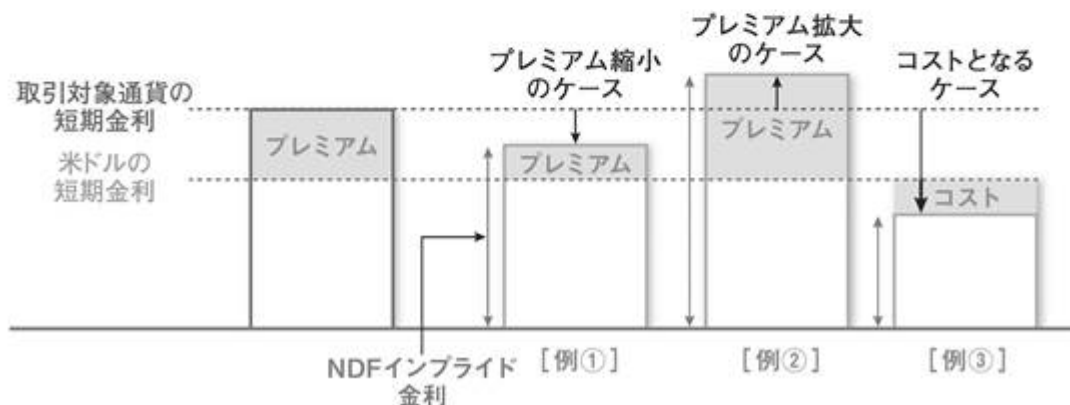 取引対象通貨の
短期金利
米ドルの
短期金利
プレミアム
プレミアム縮小
のケース
プレミアム
プレミアム拡大
のケース
プレミアム
コストとなる
ケース
コスト
NDFインプライド
金利
[例①]
[例②]
[例③]